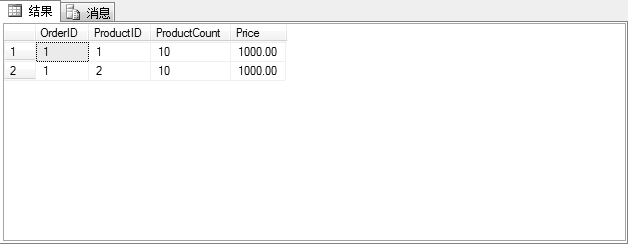 结果 消息
OrderID ProductID ProductCount Price
1 1 1 10 1000.00
2 1 2 10 1000.00